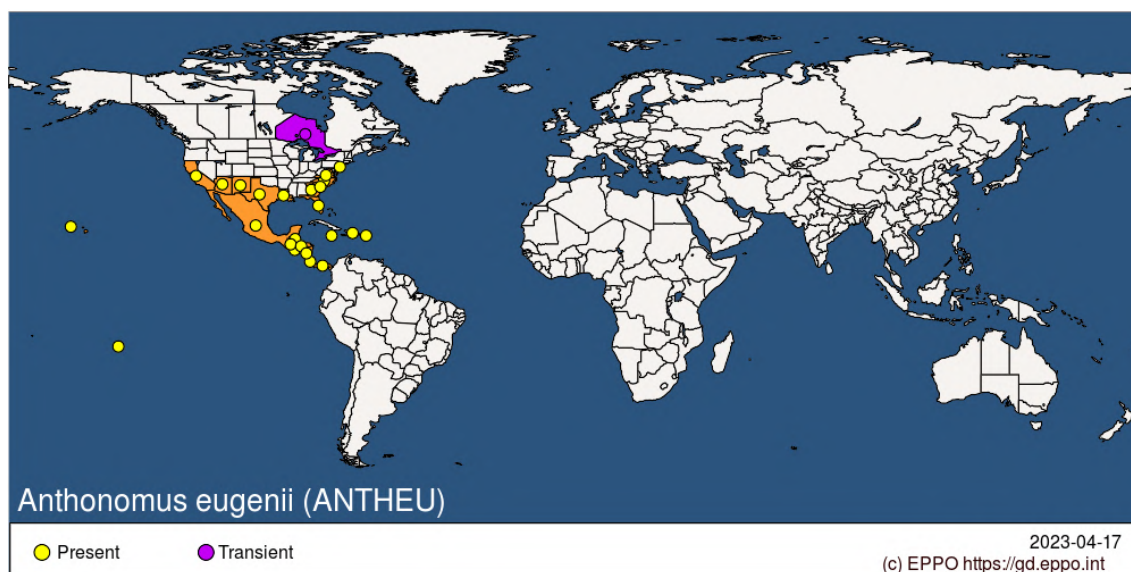 Anthonomus eugenii (ANTHEU)
Present
Transient
2023-04-17
(c) EPPO https://gd.eppo.int